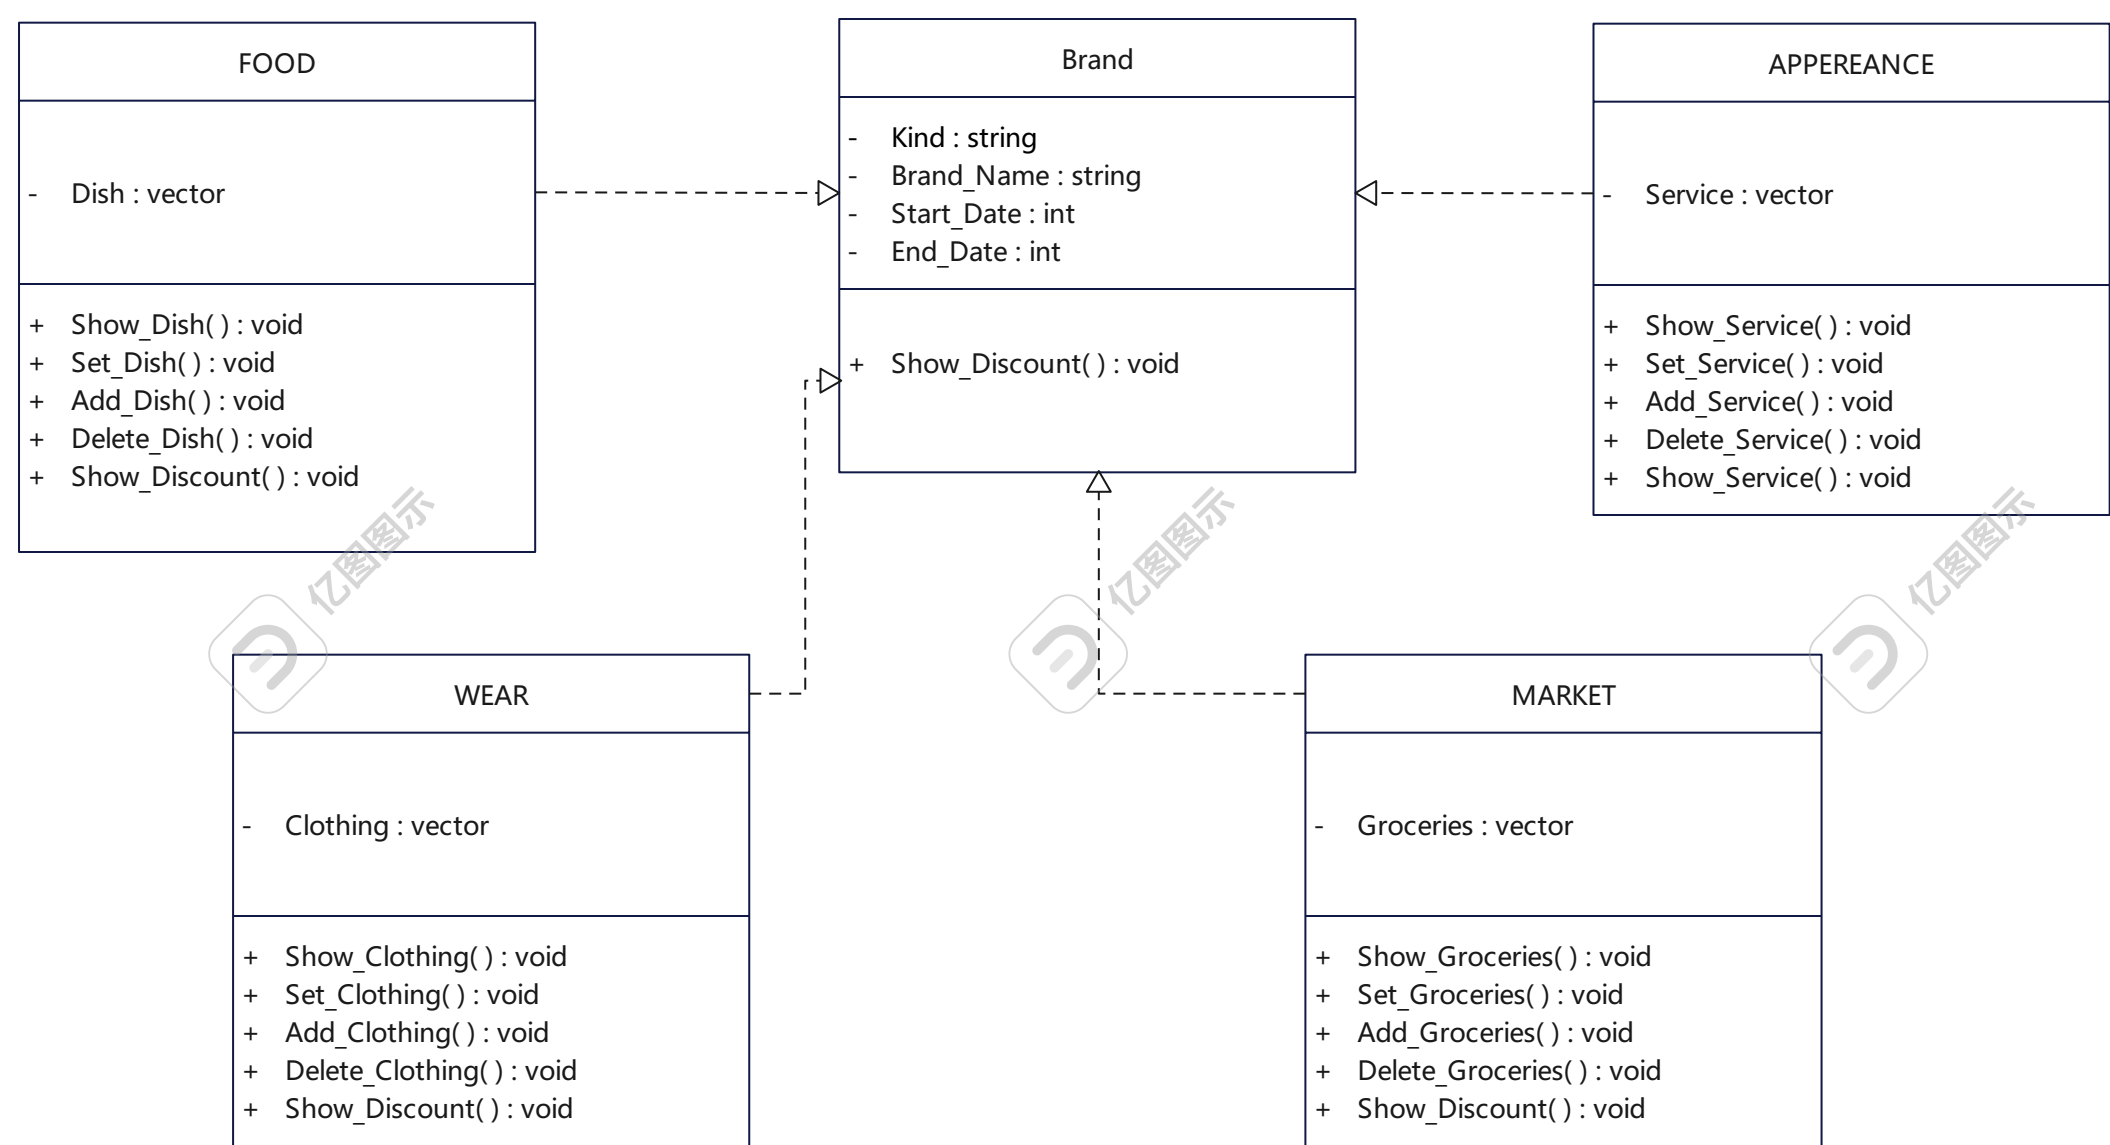 FOOD
- Dish : vector
+ Show_Dish( ) : void
+ Set_Dish( ) : void
+ Add_Dish( ) : void
+ Delete_Dish( ) : void
+ Show_Discount( ) : void
Brand
- Kind : string
- Brand_Name : string
- Start_Date : int
- End_Date : int
+ Show_Discount( ) : void
APPEREANCE
- Service : vector
+ Show_Service( ) : void
+ Set_Service( ) : void
+ Add_Service( ) : void
+ Delete_Service( ) : void
+ Show_Service( ) : void
亿图图示
亿图图示
亿图图示
WEAR
- Clothing : vector
+ Show_Clothing( ) : void
+ Set_Clothing( ) : void
+ Add_Clothing( ) : void
+ Delete_Clothing( ) : void
+ Show_Discount( ) : void
MARKET
- Groceries : vector
+ Show_Groceries( ) : void
+ Set_Groceries( ) : void
+ Add_Groceries( ) : void
+ Delete_Groceries( ) : void
+ Show_Discount( ) : void